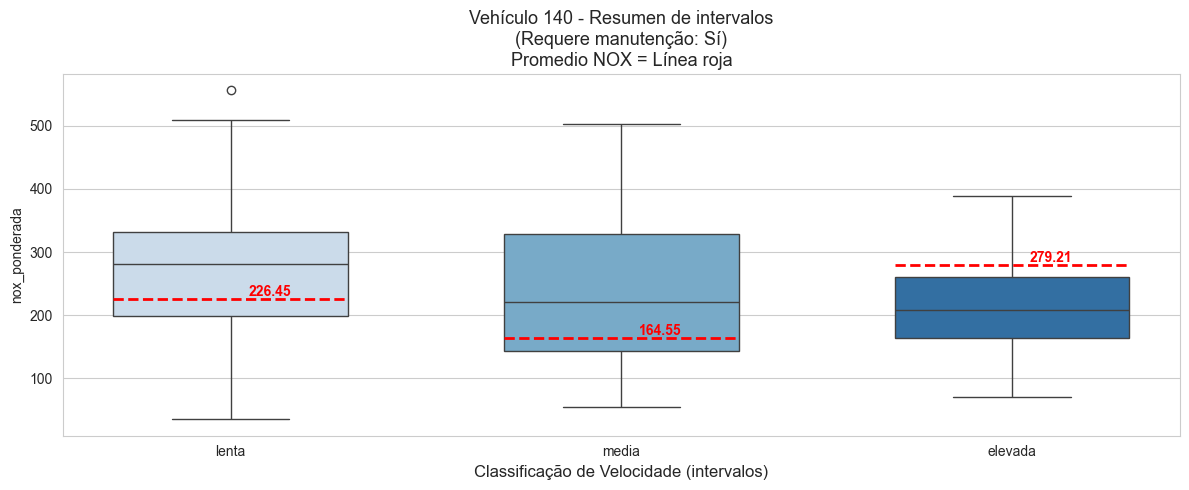 Vehículo 140 - Resumen de intervalos
(Requere manutenção: Sí)
Promedio NOX = Línea roja
nox_ponderada
500
400
300
200
100
226.45
164.55
279.21
lenta
media
elevada
Classificação de Velocidade (intervalos)